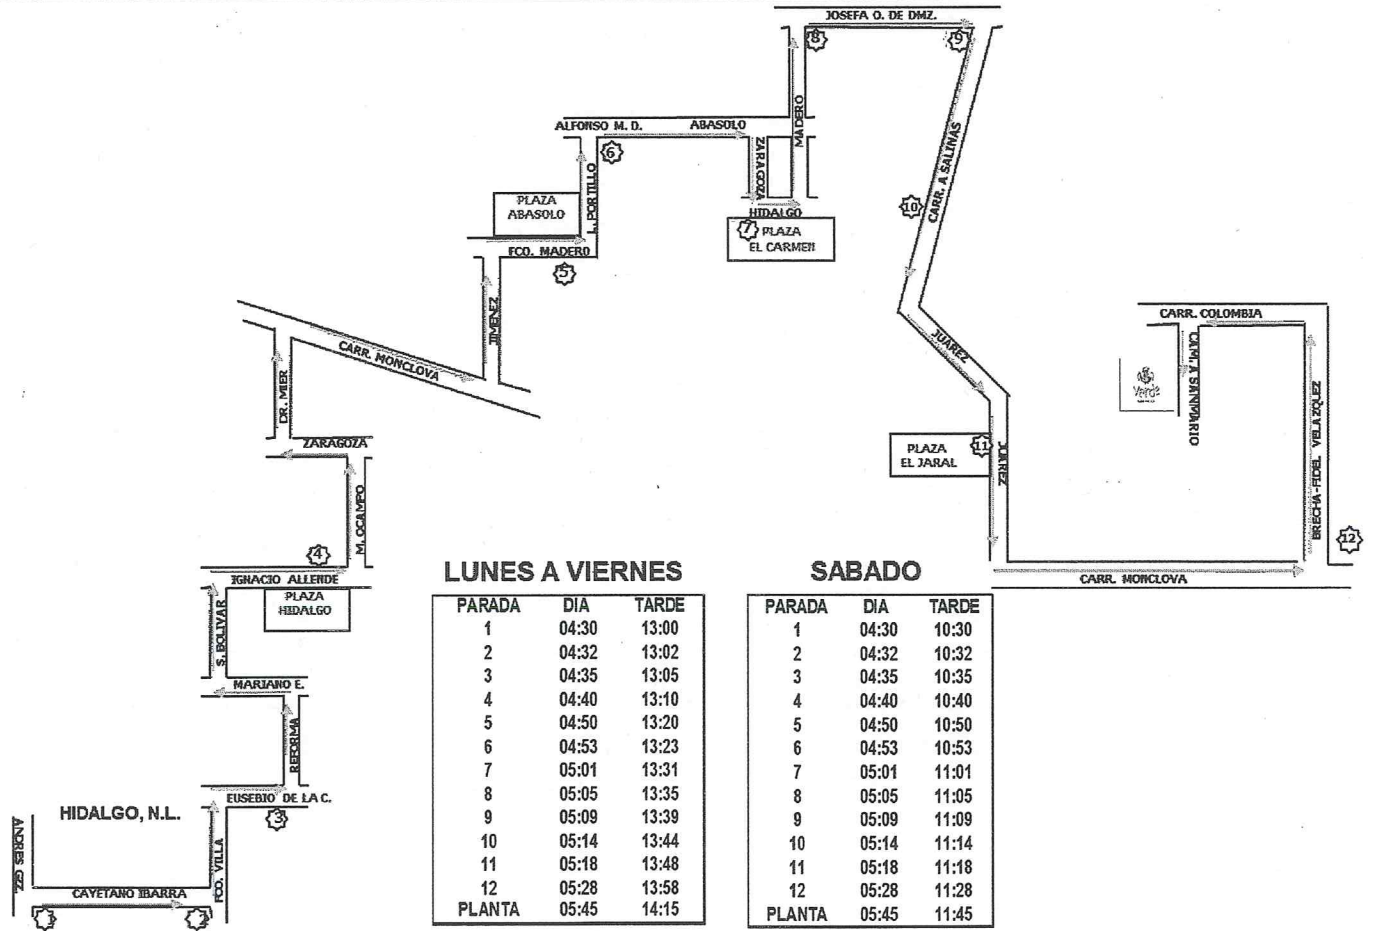 JOSEFA O. DE DMZ.
8
9
MADERO
ALFONSO M. D.
ABASOLO
6
ZARAGOZA
CARR. A SALINAS
L. PORTILLO
PLAZA
ABASOLO
10
HIDALGO
7
PLAZA
EL CARMEN
FCO. MADERO
5
JIMENEZ
CARR. MONCLOVA
DR. MIER
JUAREZ
CARR. COLOMBIA
CAM. A SAN MARIO
BRECHA-FIDEL VELAZQUEZ
ZARAGOZA
PLAZA
EL JARAL
11
JUAREZ
M. OCAMPO
12
4
IGNACIO ALLENDE
PLAZA
HIDALGO
CARR. MONCLOVA
S. BOLIVAR
MARIANO E.
REFORMA
EUSEBIO DE LA C.
3
HIDALGO, N.L.
ANDRES GZZ.
FCO. VILLA
CAYETANO IBARRA
1
2
LUNES A VIERNES
PARADA DIA TARDE
1 04:30 13:00
2 04:32 13:02
3 04:35 13:05
4 04:40 13:10
5 04:50 13:20
6 04:53 13:23
7 05:01 13:31
8 05:05 13:35
9 05:09 13:39
10 05:14 13:44
11 05:18 13:48
12 05:28 13:58
PLANTA 05:45 14:15
SABADO
PARADA DIA TARDE
1 04:30 10:30
2 04:32 10:32
3 04:35 10:35
4 04:40 10:40
5 04:50 10:50
6 04:53 10:53
7 05:01 11:01
8 05:05 11:05
9 05:09 11:09
10 05:14 11:14
11 05:18 11:18
12 05:28 11:28
PLANTA 05:45 11:45